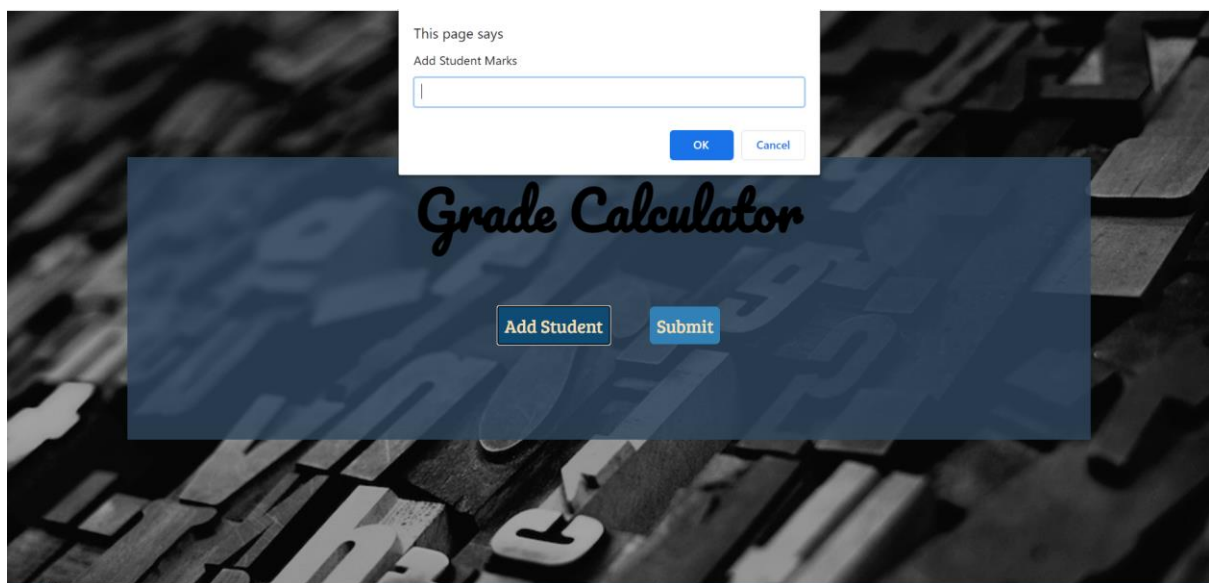 This page says
Add Student Marks
OK Cancel
Grade Calculator
Add Student Submit